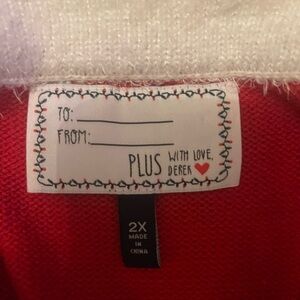 TO:
FROM:
PLUS WITH LOVE,
DEREK
2X
MADE
IN
CHINA